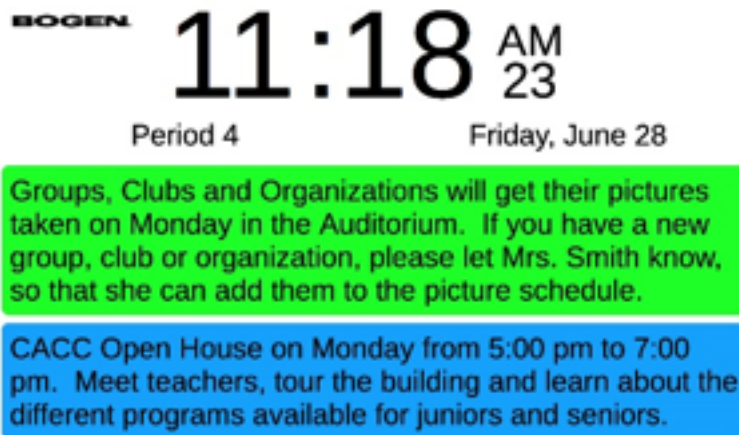 BOGEN
11:18 AM
23
Period 4
Friday, June 28
Groups, Clubs and Organizations will get their pictures
taken on Monday in the Auditorium.  If you have a new
group, club or organization, please let Mrs. Smith know,
so that she can add them to the picture schedule.
CACC Open House on Monday from 5:00 pm to 7:00
pm.  Meet teachers, tour the building and learn about the
different programs available for juniors and seniors.